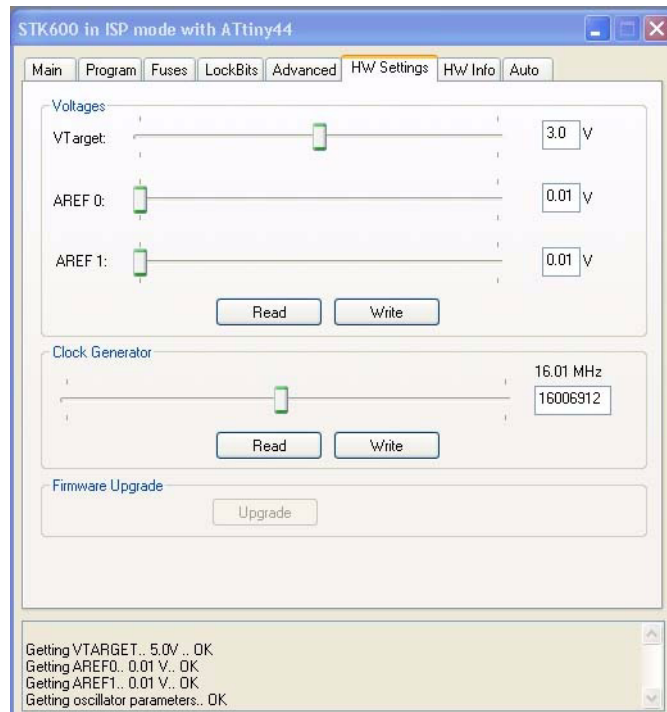 STK600 in ISP mode with ATtiny44
Main Program Fuses LockBits Advanced HW Settings HW Info Auto
Voltages
VTarget: 3.0 V
AREF 0: 0.01 V
AREF 1: 0.01 V
Read Write
Clock Generator
16.01 MHz
16006912
Read Write
Firmware Upgrade
Upgrade
Getting VTARGET.. 5.0V .. OK
Getting AREF0.. 0.01 V.. OK
Getting AREF1.. 0.01 V.. OK
Getting oscillator parameters.. OK